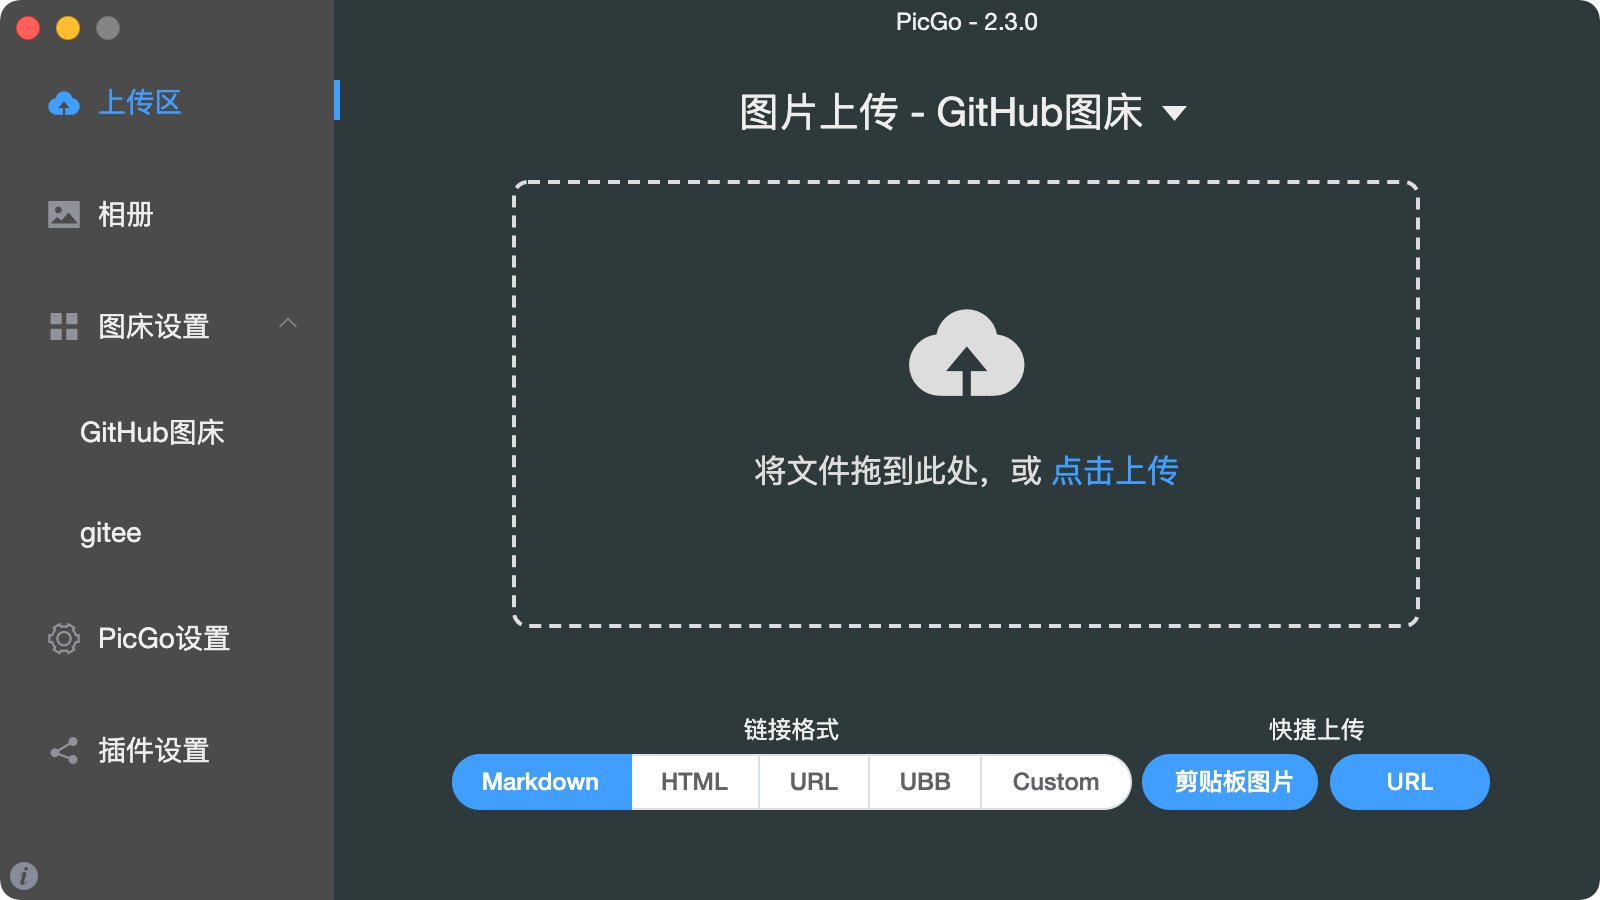 PicGo - 2.3.0
上传区
相册
图床设置
GitHub图床
gitee
PicGo设置
插件设置
i
图片上传 - GitHub图床
将文件拖到此处，或 点击上传
链接格式
Markdown HTML URL UBB Custom
快捷上传
剪贴板图片 URL